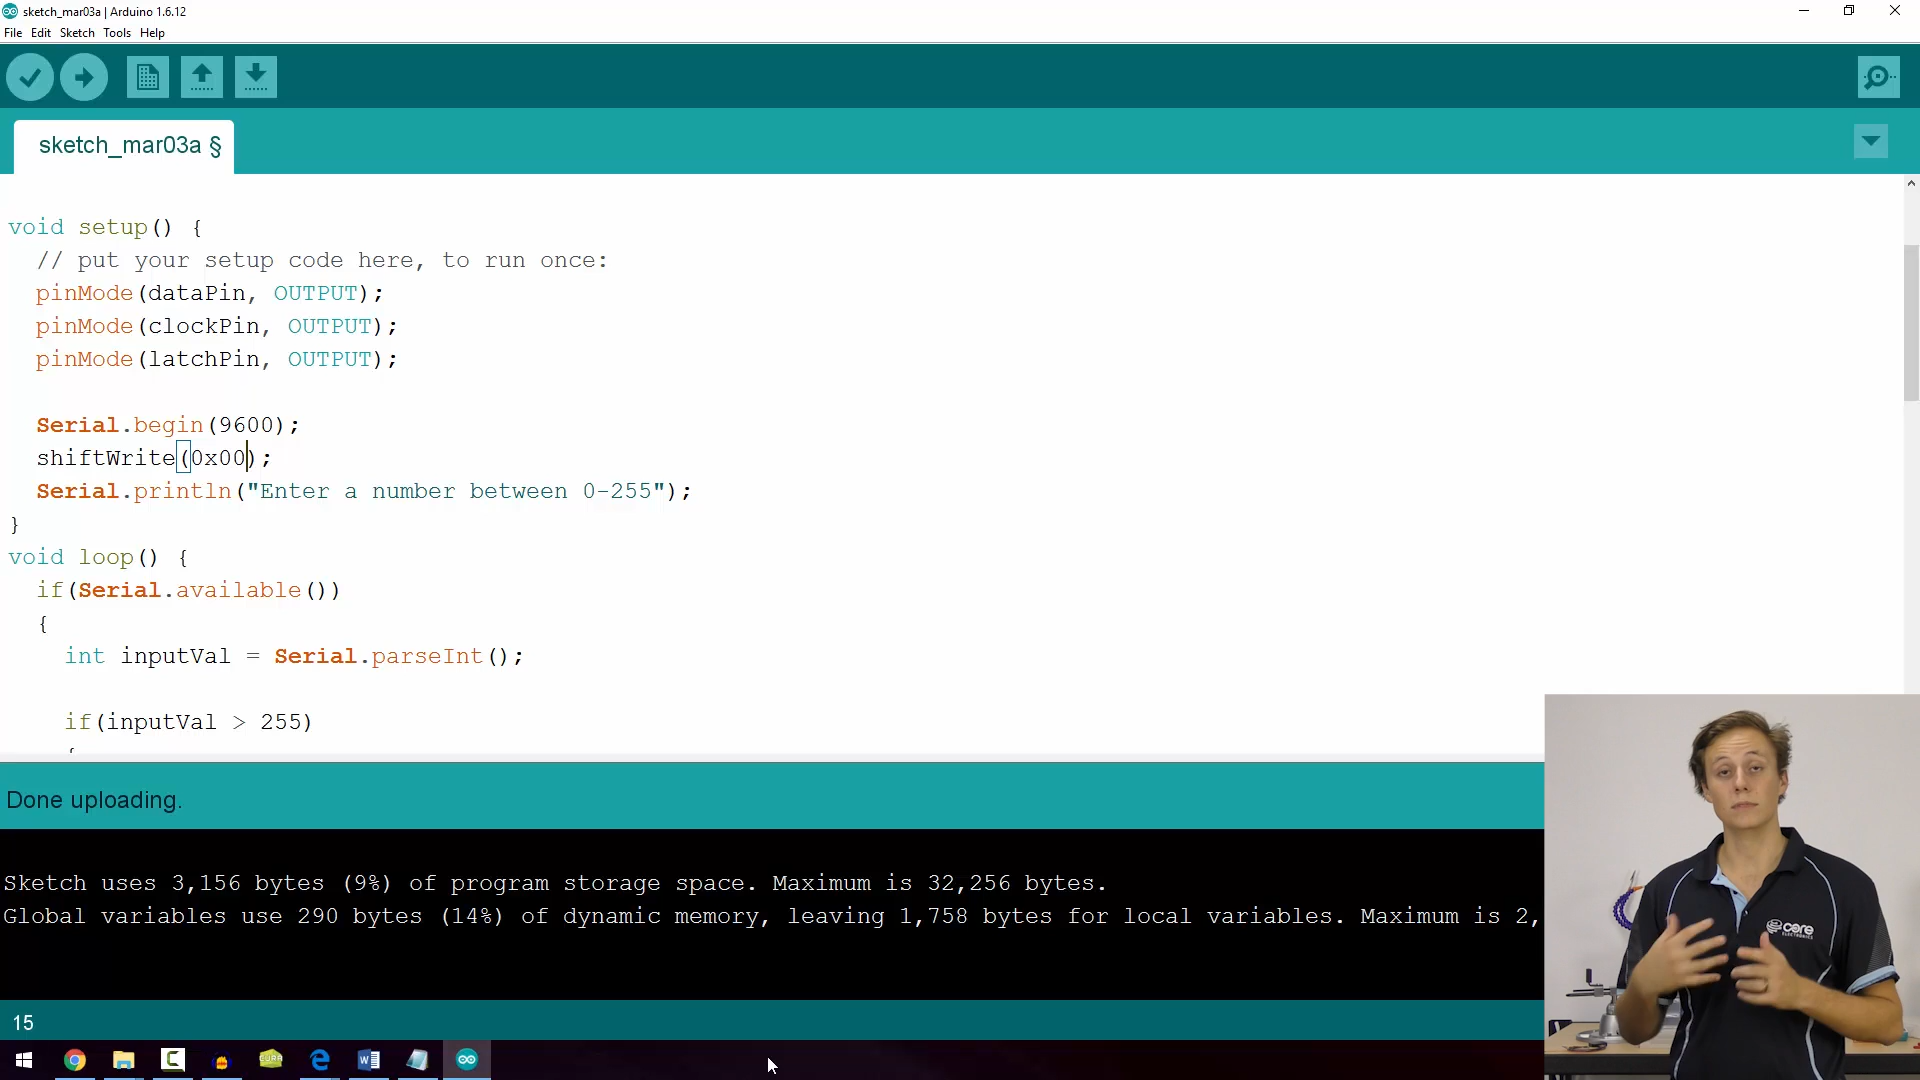 sketch_mar03a | Arduino 1.6.12
File Edit Sketch Tools Help
sketch_mar03a §
void setup() {
// put your setup code here, to run once:
pinMode(dataPin, OUTPUT);
pinMode(clockPin, OUTPUT);
pinMode(latchPin, OUTPUT);
Serial.begin(9600);
shiftWrite(0x00);
Serial.println("Enter a number between 0-255");
}
void loop() {
if(Serial.available())
{
int inputVal = Serial.parseInt();
if(inputVal > 255)
{
Done uploading.
Sketch uses 3,156 bytes (9%) of program storage space. Maximum is 32,256 bytes.
Global variables use 290 bytes (14%) of dynamic memory, leaving 1,758 bytes for local variables. Maximum is 2,
core
ELECTRONICS
15
CURA